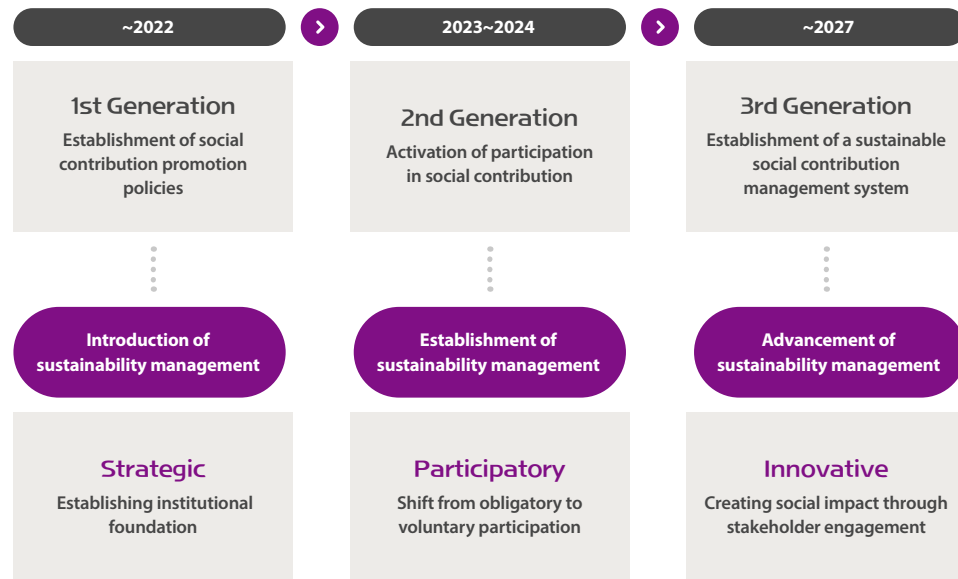 ~2022
1st Generation
Establishment of social
contribution promotion
policies
Introduction of
sustainability management
Strategic
Establishing institutional
foundation
2023~2024
2nd Generation
Activation of participation
in social contribution
Establishment of
sustainability management
Participatory
Shift from obligatory to
voluntary participation
~2027
3rd Generation
Establishment of a sustainable
social contribution
management system
Advancement of
sustainability management
Innovative
Creating social impact through
stakeholder engagement